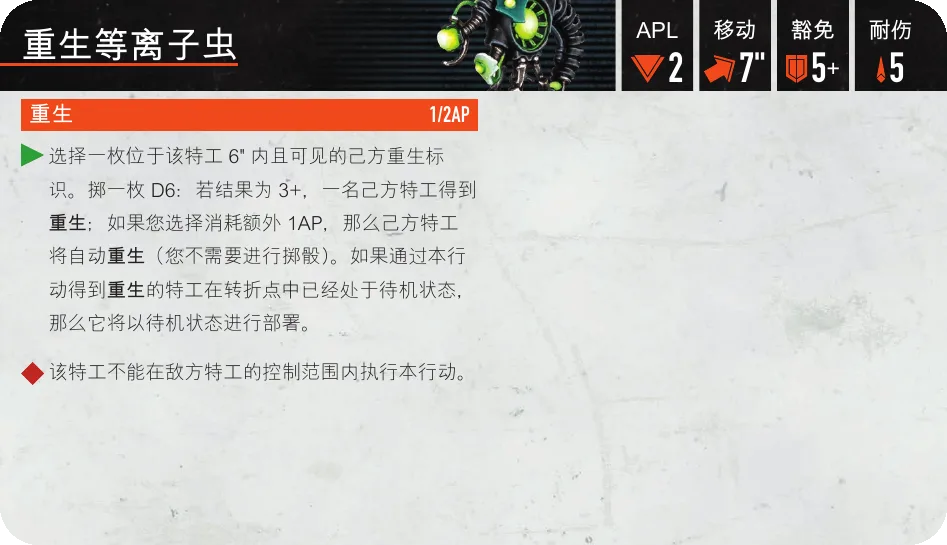 重生等离子虫
APL 移动 豁免 耐伤
2 7" 5+ 5
重生 1/2AP
选择一枚位于该特工 6" 内且可见的己方重生标
识。掷一枚 D6：若结果为 3+，一名己方特工得到
重生；如果您选择消耗额外 1AP，那么己方特工
将自动重生（您不需要进行掷骰）。如果通过本行
动得到重生的特工在转折点中已经处于待机状态，
那么它将以待机状态进行部署。
该特工不能在敌方特工的控制范围内执行本行动。